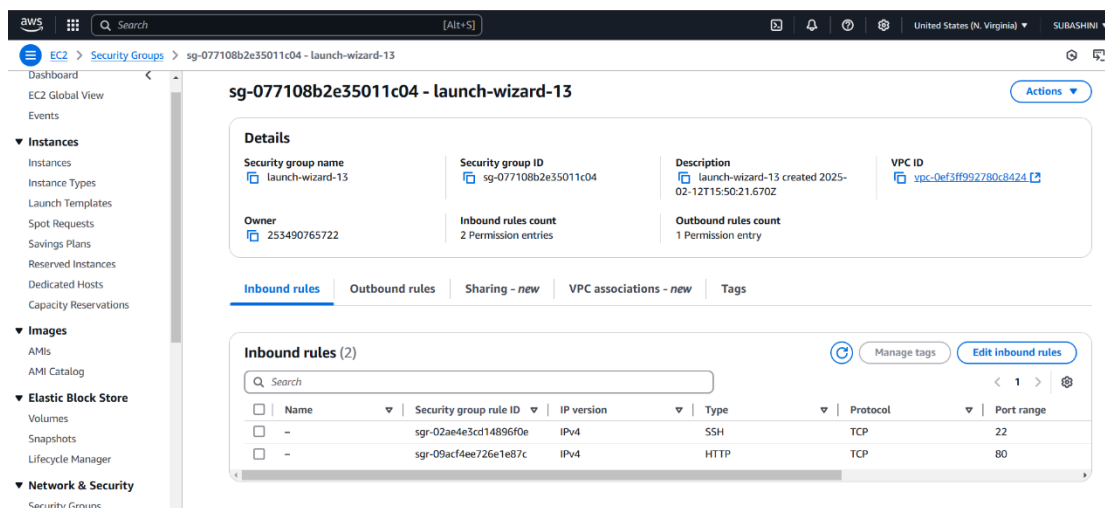 aws Search [Alt+S] United States (N. Virginia) ▼ SUBASHINI
EC2 > Security Groups > sg-077108b2e35011c04 - launch-wizard-13
Dashboard
EC2 Global View
Events
▼ Instances
Instances
Instance Types
Launch Templates
Spot Requests
Savings Plans
Reserved Instances
Dedicated Hosts
Capacity Reservations
▼ Images
AMIs
AMI Catalog
▼ Elastic Block Store
Volumes
Snapshots
Lifecycle Manager
▼ Network & Security
Security Groups
sg-077108b2e35011c04 - launch-wizard-13
Actions ▼
Details
Security group name
launch-wizard-13
Security group ID
sg-077108b2e35011c04
Description
launch-wizard-13 created 2025-
02-12T15:50:21.670Z
VPC ID
vpc-0ef3ff992780c8424
Owner
253490765722
Inbound rules count
2 Permission entries
Outbound rules count
1 Permission entry
Inbound rules Outbound rules Sharing - new VPC associations - new Tags
Inbound rules (2)
Manage tags Edit inbound rules
Search
< 1 >
Name Security group rule ID IP version Type Protocol Port range
– sgr-02ae4e3cd14896f0e IPv4 SSH TCP 22
– sgr-09acf4ee726e1e87c IPv4 HTTP TCP 80